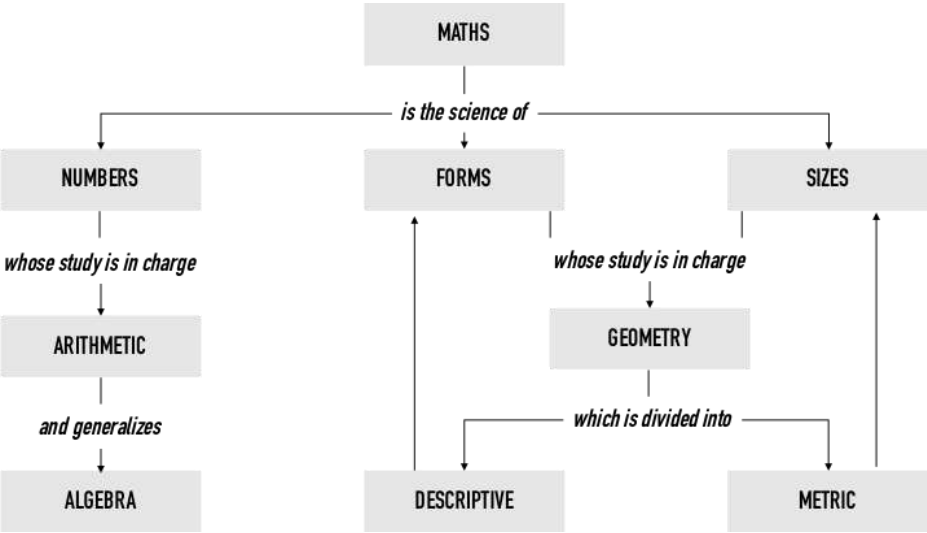 MATHS
is the science of
NUMBERS
FORMS
SIZES
whose study is in charge
whose study is in charge
ARITHMETIC
GEOMETRY
and generalizes
which is divided into
ALGEBRA
DESCRIPTIVE
METRIC